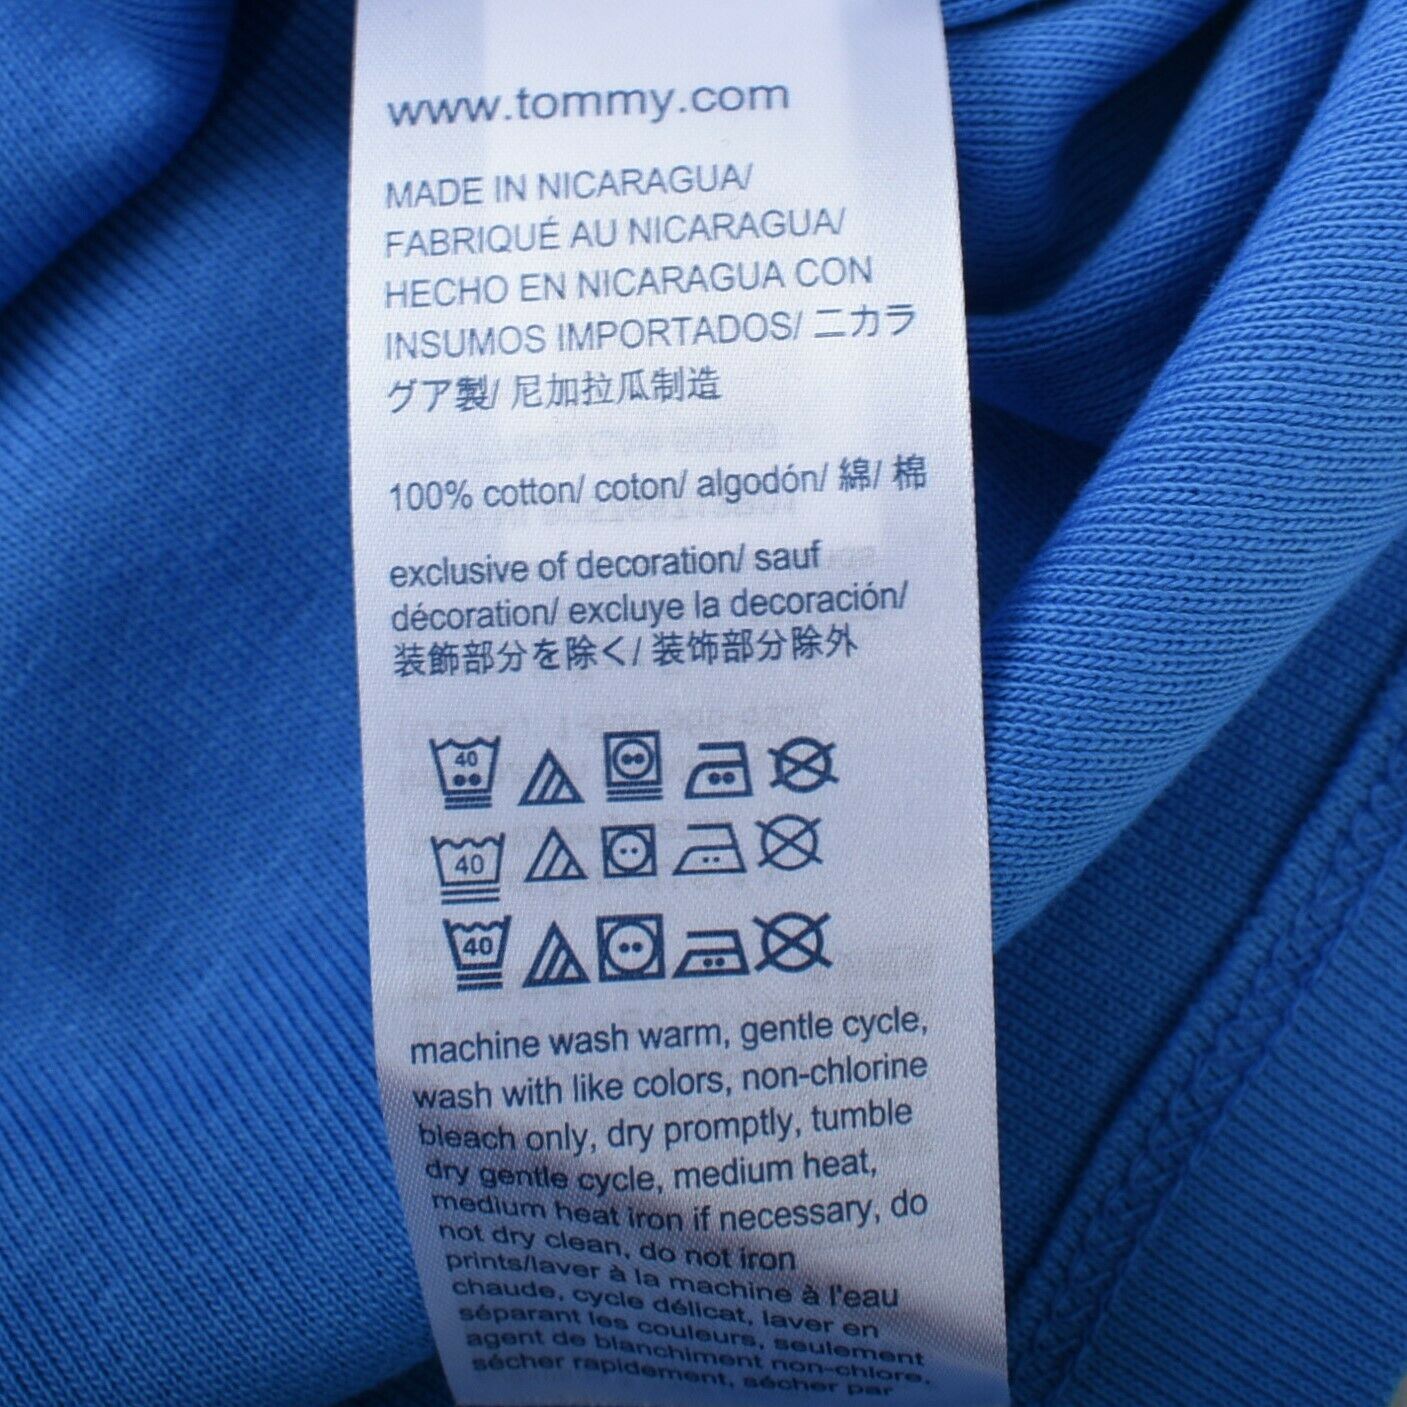 www.tommy.com
MADE IN NICARAGUA/
FABRIQUÉ AU NICARAGUA/
HECHO EN NICARAGUA CON
INSUMOS IMPORTADOS/ ニカラ
グア製/ 尼加拉瓜制造
100% cotton/ coton/ algodón/ 綿/ 棉
exclusive of decoration/ sauf
décoration/ excluye la decoración/
装飾部分を除く/ 装饰部分除外
40
40
40
machine wash warm, gentle cycle,
wash with like colors, non-chlorine
bleach only, dry promptly, tumble
dry gentle cycle, medium heat,
medium heat iron if necessary, do
not dry clean, do not iron
prints/laver à la machine à l'eau
chaude, cycle délicat, laver en
séparant les couleurs, seulement
agent de blanchiment non-chlore,
sécher rapidement, sécher par